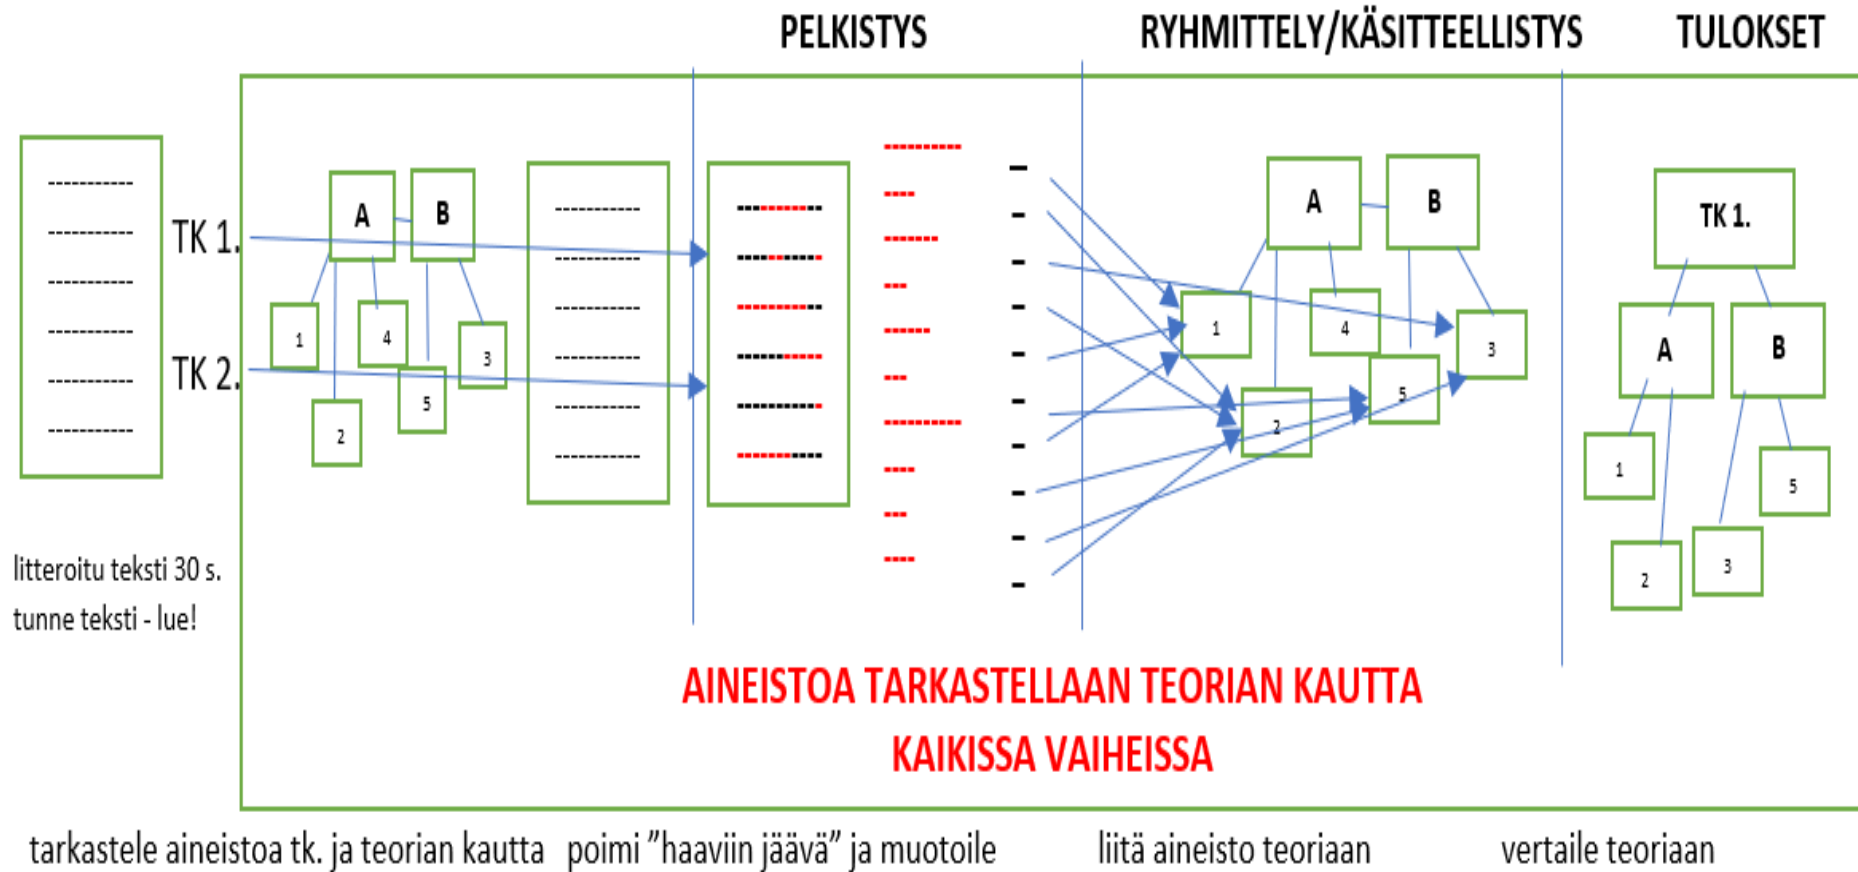 PELKISTYS
RYHMITTELY/KÄSITTEELLISTYS
TULOKSET
TK 1.
TK 2.
A
B
1
4
3
5
2
A
B
1
4
3
5
2
TK 1.
A
B
1
5
3
2
litteroitu teksti 30 s.
tunne teksti - lue!
AINEISTOA TARKASTELLAAN TEORIAN KAUTTA
KAIKISSA VAIHEISSA
tarkastele aineistoa tk. ja teorian kautta
poimi ”haaviin jäävä” ja muotoile
liitä aineisto teoriaan
vertaile teoriaan